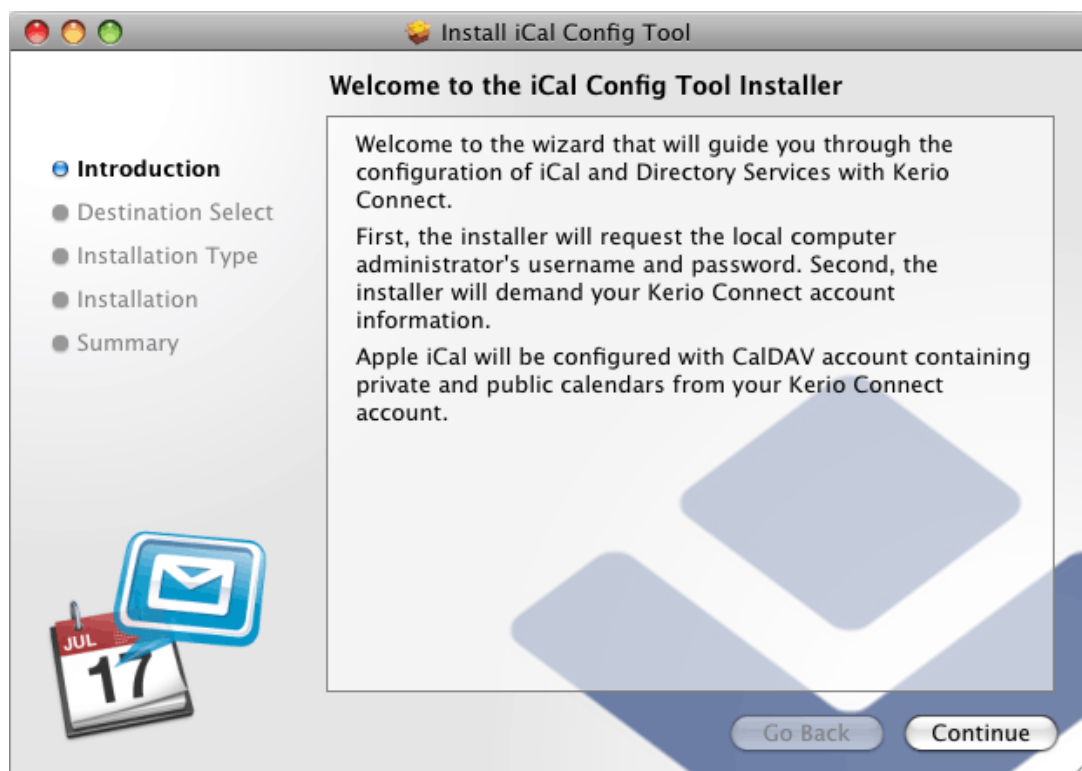 Install iCal Config Tool
Welcome to the iCal Config Tool Installer
Introduction
Destination Select
Installation Type
Installation
Summary
Welcome to the wizard that will guide you through the
configuration of iCal and Directory Services with Kerio
Connect.
First, the installer will request the local computer
administrator's username and password. Second, the
installer will demand your Kerio Connect account
information.
Apple iCal will be configured with CalDAV account containing
private and public calendars from your Kerio Connect
account.
JUL
17
Go Back
Continue